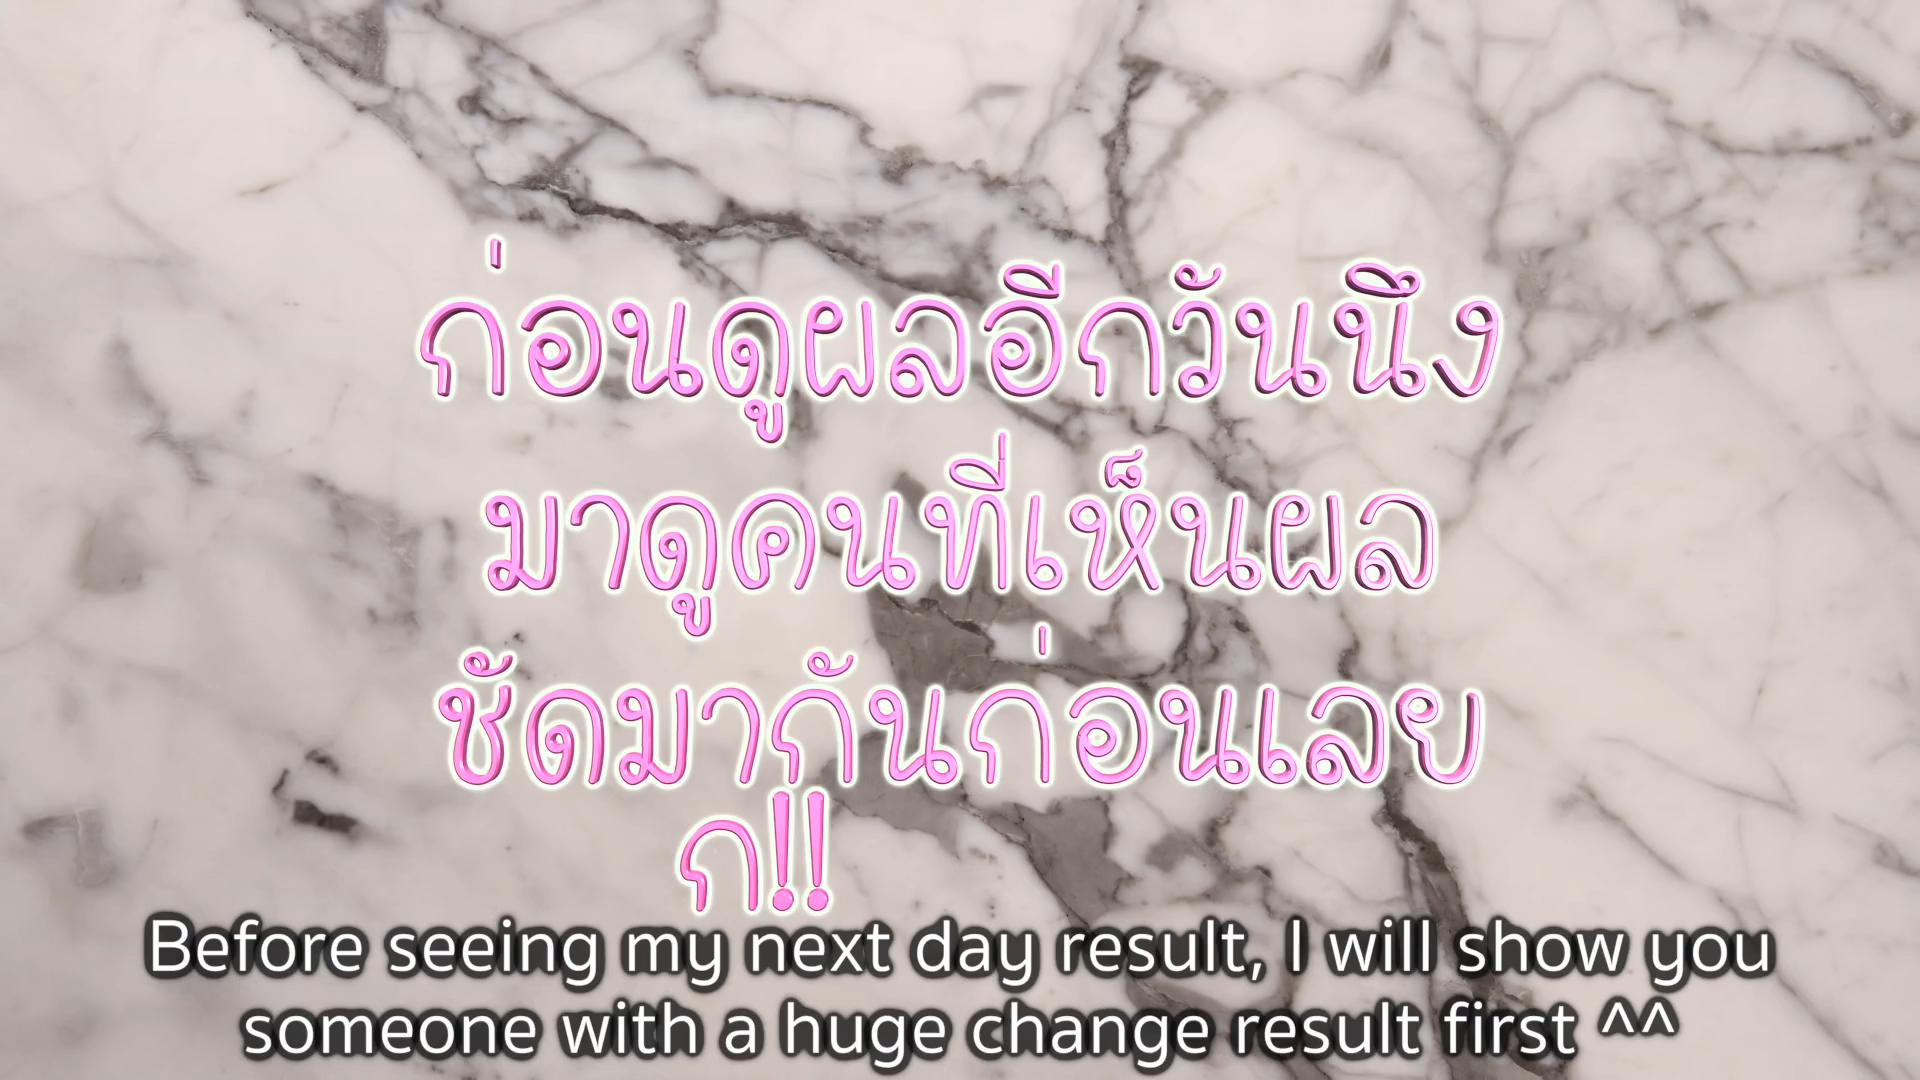 ก่อนดูผลอีกวันนึง
มาดูคนที่เห็นผล
ชัดมากันก่อนเลย
ก!!
Before seeing my next day result, I will show you
someone with a huge change result first ^^